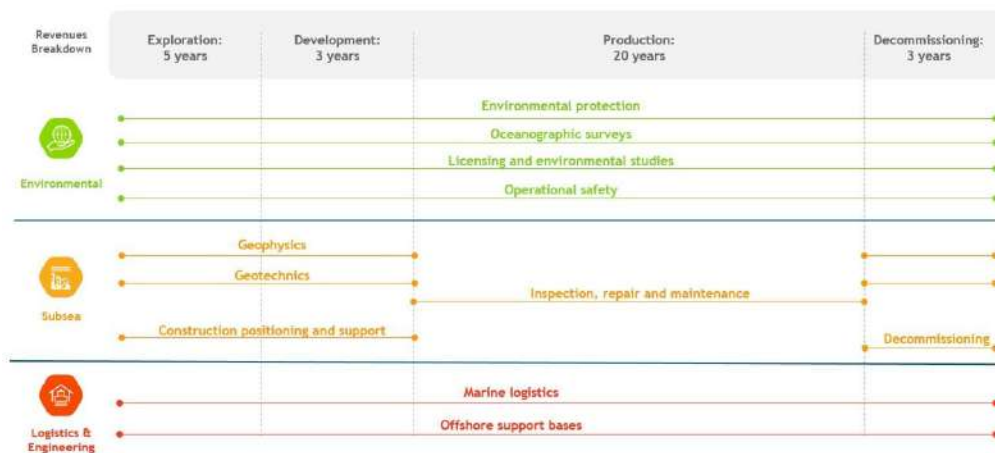 Revenues
Breakdown
Exploration:
5 years
Development:
3 years
Production:
20 years
Decommissioning:
3 years
Environmental protection
Oceanographic surveys
Licensing and environmental studies
Operational safety
Environmental
Geophysics
Geotechnics
Inspection, repair and maintenance
Construction positioning and support
Decommissioning
Subsea
Marine logistics
Offshore support bases
Logistics &
Engineering